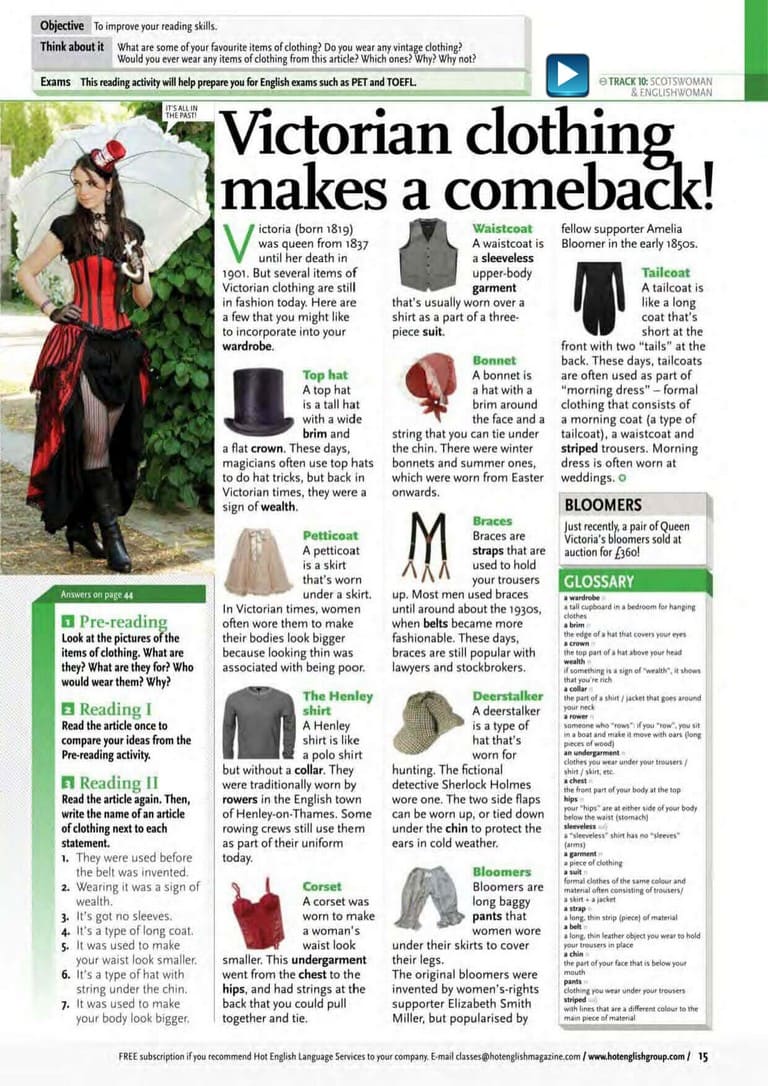 Objective To improve your reading skills.
Think about it What are some of your favourite items of clothing? Do you wear any vintage clothing?
Would you ever wear any items of clothing from this article? Which ones? Why? Why not?
Exams This reading activity will help prepare you for English exams such as PET and TOEFL.
TRACK 10: SCOTSWOMAN
& ENGLISHWOMAN
IT'S ALL IN
THE PAST!
Victorian clothing
makes a comeback!
Victoria (born 1819)
was queen from 1837
until her death in
1901. But several items of
Victorian clothing are still
in fashion today. Here are
a few that you might like
to incorporate into your
wardrobe.
Top hat
A top hat
is a tall hat
with a wide
brim and
a flat crown. These days,
magicians often use top hats
to do hat tricks, but back in
Victorian times, they were a
sign of wealth.
Petticoat
A petticoat
is a skirt
that's worn
under a skirt.
In Victorian times, women
often wore them to make
their bodies look bigger
because looking thin was
associated with being poor.
The Henley
shirt
A Henley
shirt is like
a polo shirt
but without a collar. They
were traditionally worn by
rowers in the English town
of Henley-on-Thames. Some
rowing crews still use them
as part of their uniform
today.
Corset
A corset was
worn to make
a woman's
waist look
smaller. This undergarment
went from the chest to the
hips, and had strings at the
back that you could pull
together and tie.
Waistcoat
A waistcoat is
a sleeveless
upper-body
garment
that's usually worn over a
shirt as a part of a three-
piece suit.
Bonnet
A bonnet is
a hat with a
brim around
the face and a
string that you can tie under
the chin. There were winter
bonnets and summer ones,
which were worn from Easter
onwards.
Braces
Braces are
straps that are
used to hold
your trousers
up. Most men used braces
until around about the 1930s,
when belts became more
fashionable. These days,
braces are still popular with
lawyers and stockbrokers.
Deerstalker
A deerstalker
is a type of
hat that's
worn for
hunting. The fictional
detective Sherlock Holmes
wore one. The two side flaps
can be worn up, or tied down
under the chin to protect the
ears in cold weather.
Bloomers
Bloomers are
long baggy
pants that
women wore
under their skirts to cover
their legs.
The original bloomers were
invented by women's-rights
supporter Elizabeth Smith
Miller, but popularised by
fellow supporter Amelia
Bloomer in the early 1850s.
Tailcoat
A tailcoat is
like a long
coat that's
short at the
front with two “tails” at the
back. These days, tailcoats
are often used as part of
“morning dress” – formal
clothing that consists of
a morning coat (a type of
tailcoat), a waistcoat and
striped trousers. Morning
dress is often worn at
weddings.
BLOOMERS
Just recently, a pair of Queen
Victoria's bloomers sold at
auction for £360!
GLOSSARY
a wardrobe n
a tall cupboard in a bedroom for hanging
clothes
a brim n
the edge of a hat that covers your eyes
a crown n
the top part of a hat above your head
wealth n
if something is a sign of “wealth”, it shows
that you're rich
a collar n
the part of a shirt / jacket that goes around
your neck
a rower n
someone who “rows”: if you “row”, you sit
in a boat and make it move with oars (long
pieces of wood)
an undergarment n
clothes you wear under your trousers /
shirt / skirt, etc.
a chest n
the front part of your body at the top
hips n
your “hips” are at either side of your body
below the waist (stomach)
sleeveless adj
a “sleeveless” shirt has no “sleeves”
(arms)
a garment n
a piece of clothing
a suit n
formal clothes of the same colour and
material often consisting of trousers/
a skirt + a jacket
a strap n
a long, thin strip (piece) of material
a belt n
a long, thin leather object you wear to hold
your trousers in place
a chin n
the part of your face that is below your
mouth
pants n
clothing you wear under your trousers
striped adj
with lines that are a different colour to the
main piece of material
Answers on page 44
1 Pre-reading
Look at the pictures of the
items of clothing. What are
they? What are they for? Who
would wear them? Why?
2 Reading I
Read the article once to
compare your ideas from the
Pre-reading activity.
3 Reading II
Read the article again. Then,
write the name of an article
of clothing next to each
statement.
1. They were used before
the belt was invented.
2. Wearing it was a sign of
wealth.
3. It's got no sleeves.
4. It's a type of long coat.
5. It was used to make
your waist look smaller.
6. It's a type of hat with
string under the chin.
7. It was used to make
your body look bigger.
FREE subscription if you recommend Hot English Language Services to your company. E-mail classes@hotenglishmagazine.com / www.hotenglishgroup.com / 15